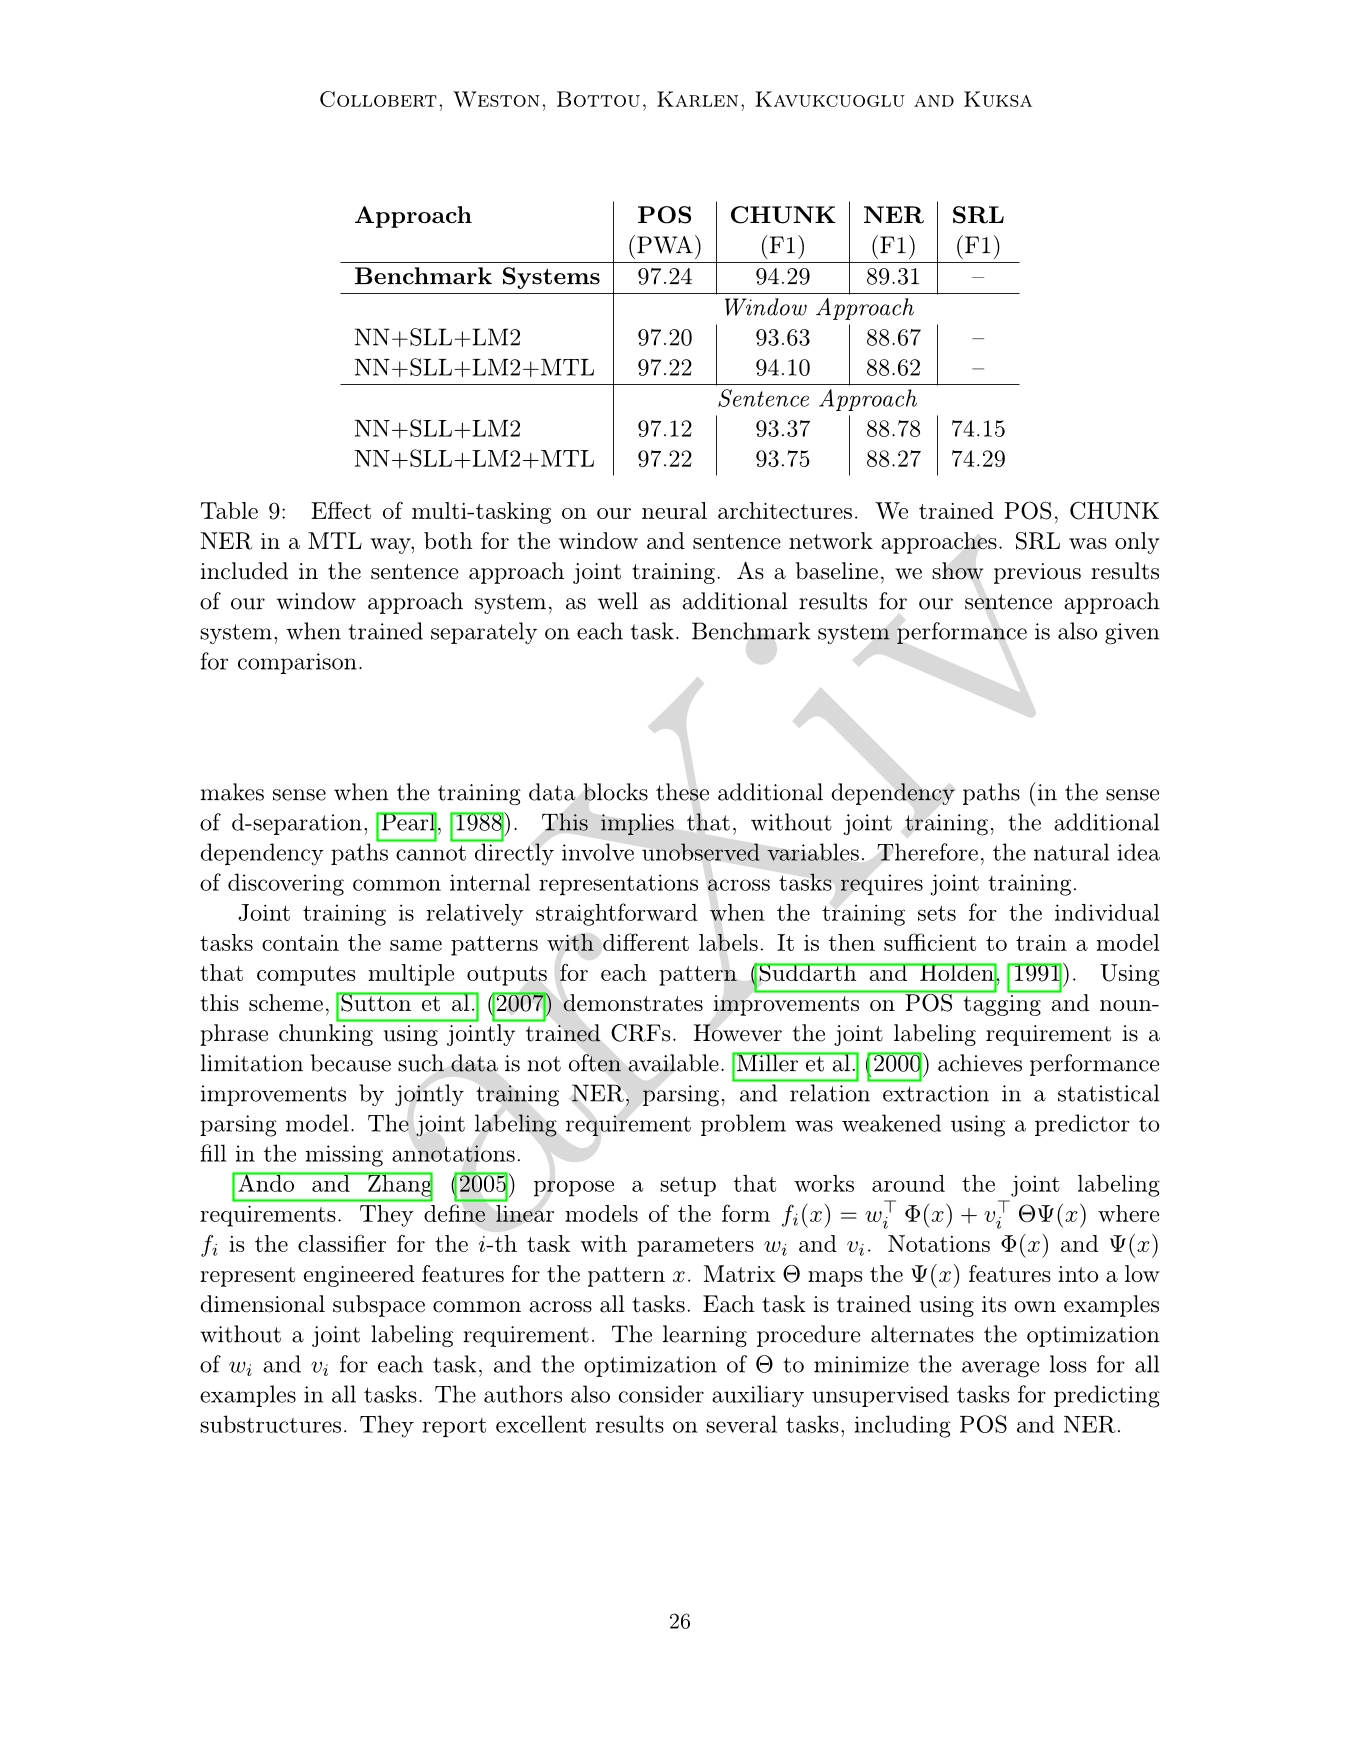 Collobert, Weston, Bottou, Karlen, Kavukcuoglu and Kuksa
Approach POS CHUNK NER SRL
(PWA) (F1) (F1) (F1)
Benchmark Systems 97.24 94.29 89.31 –
Window Approach
NN+SLL+LM2 97.20 93.63 88.67 –
NN+SLL+LM2+MTL 97.22 94.10 88.62 –
Sentence Approach
NN+SLL+LM2 97.12 93.37 88.78 74.15
NN+SLL+LM2+MTL 97.22 93.75 88.27 74.29
Table 9: Effect of multi-tasking on our neural architectures. We trained POS, CHUNK
NER in a MTL way, both for the window and sentence network approaches. SRL was only
included in the sentence approach joint training. As a baseline, we show previous results
of our window approach system, as well as additional results for our sentence approach
system, when trained separately on each task. Benchmark system performance is also given
for comparison.
makes sense when the training data blocks these additional dependency paths (in the sense
of d-separation, Pearl, 1988). This implies that, without joint training, the additional
dependency paths cannot directly involve unobserved variables. Therefore, the natural idea
of discovering common internal representations across tasks requires joint training.
Joint training is relatively straightforward when the training sets for the individual
tasks contain the same patterns with different labels. It is then sufficient to train a model
that computes multiple outputs for each pattern (Suddarth and Holden, 1991). Using
this scheme, Sutton et al. (2007) demonstrates improvements on POS tagging and noun-
phrase chunking using jointly trained CRFs. However the joint labeling requirement is a
limitation because such data is not often available. Miller et al. (2000) achieves performance
improvements by jointly training NER, parsing, and relation extraction in a statistical
parsing model. The joint labeling requirement problem was weakened using a predictor to
fill in the missing annotations.
Ando and Zhang (2005) propose a setup that works around the joint labeling
requirements. They define linear models of the form fᵢ(x) = wᵢ⊤ Φ(x) + vᵢ⊤ ΘΨ(x) where
fᵢ is the classifier for the i-th task with parameters wᵢ and vᵢ. Notations Φ(x) and Ψ(x)
represent engineered features for the pattern x. Matrix Θ maps the Ψ(x) features into a low
dimensional subspace common across all tasks. Each task is trained using its own examples
without a joint labeling requirement. The learning procedure alternates the optimization
of wᵢ and vᵢ for each task, and the optimization of Θ to minimize the average loss for all
examples in all tasks. The authors also consider auxiliary unsupervised tasks for predicting
substructures. They report excellent results on several tasks, including POS and NER.
26
arXiv